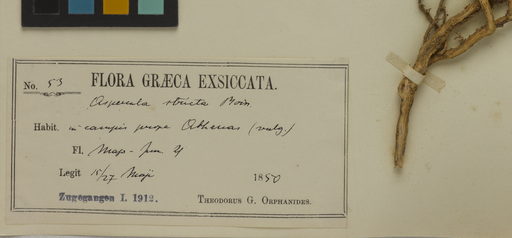 No. 53 FLORA GRÆCA EXSICCATA.
Asperula stricta Boiss.
Habit. in campis prope Athenas (vulg.)
Fl. Maj - Jun. ♃
Legit 15/27 Maji 1850
Zugegangen I. 1912. THEODORUS G. ORPHANIDES.